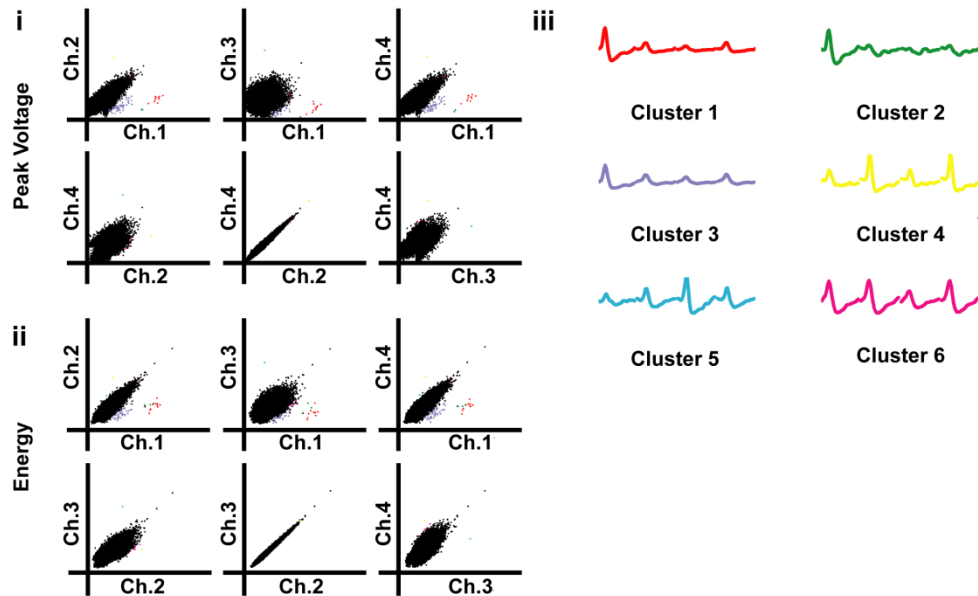 i
Peak Voltage
Ch.2
Ch.1
Ch.3
Ch.1
Ch.4
Ch.1
Ch.4
Ch.2
Ch.4
Ch.2
Ch.4
Ch.3
ii
Energy
Ch.2
Ch.1
Ch.3
Ch.1
Ch.4
Ch.1
Ch.3
Ch.2
Ch.3
Ch.2
Ch.4
Ch.3
iii
Cluster 1
Cluster 2
Cluster 3
Cluster 4
Cluster 5
Cluster 6